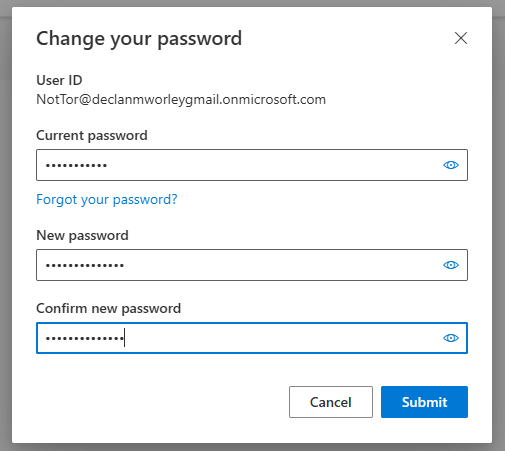 Change your password
User ID
NotTor@declanmworleygmail.onmicrosoft.com
Current password
•••••••••••
Forgot your password?
New password
••••••••••••••
Confirm new password
••••••••••••••
Cancel Submit